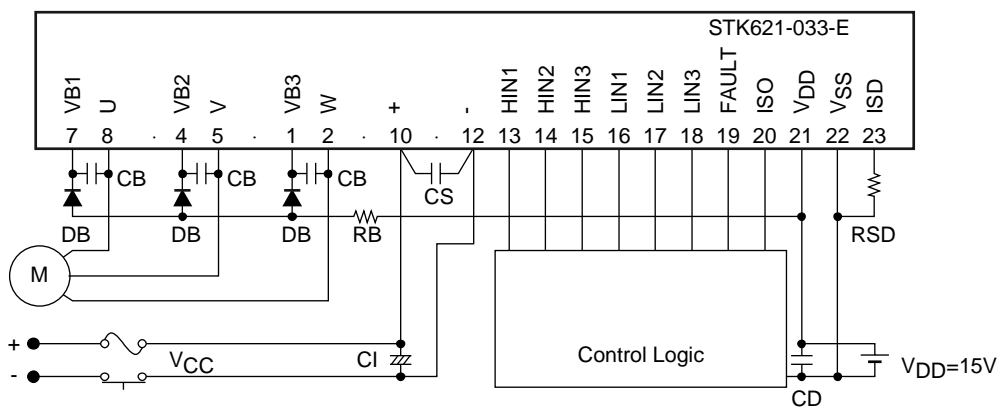 STK621-033-E
VB1 U VB2 V VB3 W + - HIN1 HIN2 HIN3 LIN1 LIN2 LIN3 FAULT ISO VDD VSS ISD
7 8 · 4 5 · 1 2 · 10 · 12 13 14 15 16 17 18 19 20 21 22 23
CB CB CB CS
DB DB DB RB RSD
M
+ VCC CI Control Logic VDD=15V
-
CD